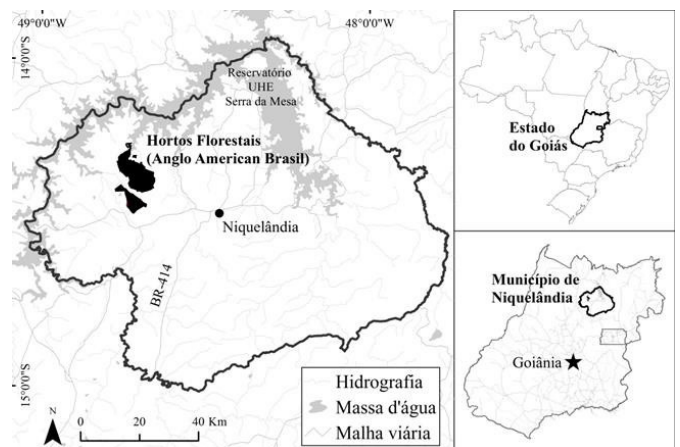 49°0'0"W
48°0'0"W
14°0'0"S
Reservatório
UHE
Serra da Mesa
Hortos Florestais
(Anglo American Brasil)
Niquelândia
BR-414
15°0'0"S
N
0 20 40 Km
Hidrografia
Massa d'água
Malha viária
Estado
do Goiás
Município de
Niquelândia
Goiânia